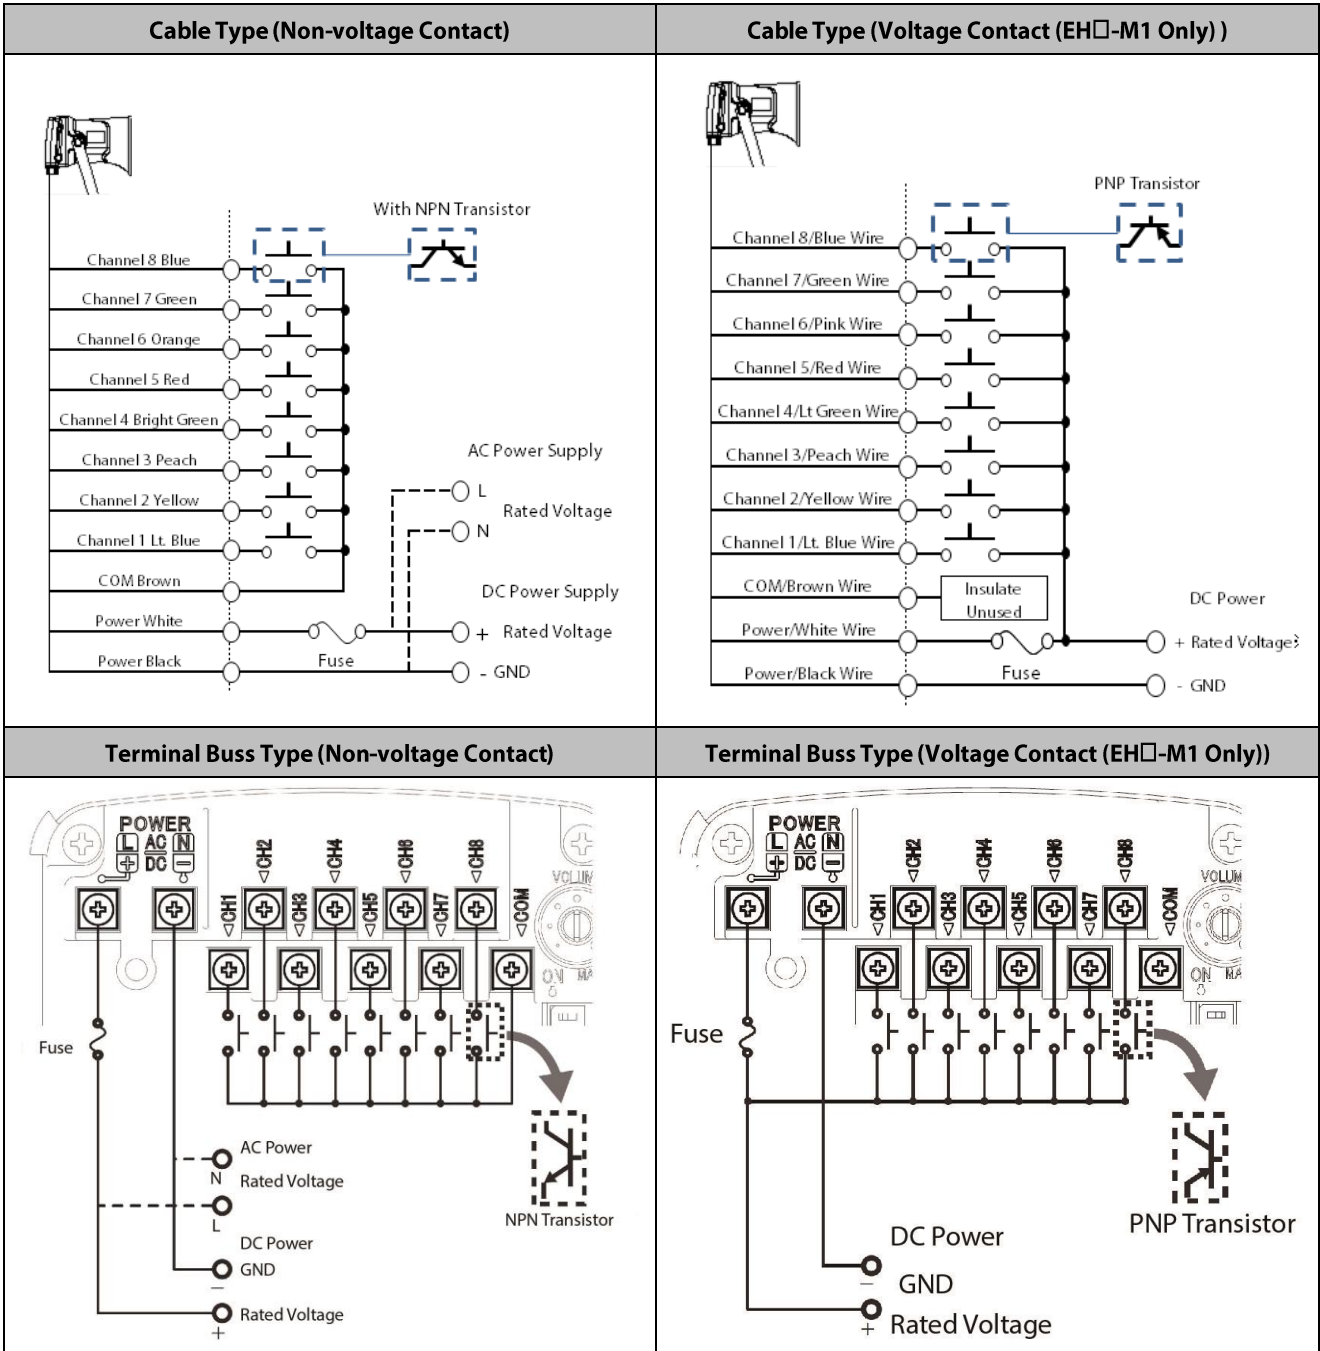 Cable Type (Non-voltage Contact)
With NPN Transistor
Channel 8 Blue
Channel 7 Green
Channel 6 Orange
Channel 5 Red
Channel 4 Bright Green
Channel 3 Peach
Channel 2 Yellow
Channel 1 Lt. Blue
COM Brown
Power White
Power Black
Fuse
AC Power Supply
L
Rated Voltage
N
DC Power Supply
+ Rated Voltage
- GND
Cable Type (Voltage Contact (EH□-M1 Only) )
PNP Transistor
Channel 8/Blue Wire
Channel 7/Green Wire
Channel 6/Pink Wire
Channel 5/Red Wire
Channel 4/Lt Green Wire
Channel 3/Peach Wire
Channel 2/Yellow Wire
Channel 1/Lt. Blue Wire
COM/Brown Wire
Insulate
Unused
Power/White Wire
Power/Black Wire
Fuse
DC Power
+ Rated Voltage
- GND
Terminal Buss Type (Non-voltage Contact)
POWER
L AC N
+ DC -
CH1
CH2
CH3
CH4
CH5
CH6
CH7
CH8
COM
VOLUM
ON
MA
Fuse
AC Power
N Rated Voltage
L
DC Power
GND
-
Rated Voltage
+
NPN Transistor
Terminal Buss Type (Voltage Contact (EH□-M1 Only))
POWER
L AC N
+ DC -
CH1
CH2
CH3
CH4
CH5
CH6
CH7
CH8
COM
VOLUM
ON
MA
Fuse
PNP Transistor
DC Power
- GND
+ Rated Voltage